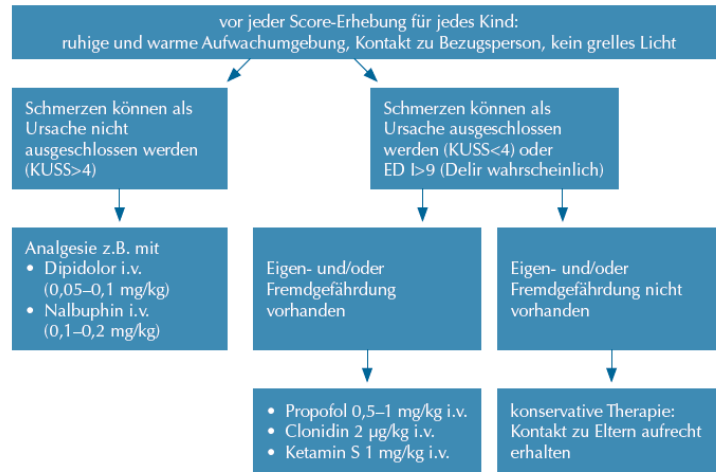 vor jeder Score-Erhebung für jedes Kind:
ruhige und warme Aufwachumgebung, Kontakt zu Bezugsperson, kein grelles Licht
Schmerzen können als
Ursache nicht
ausgeschlossen werden
(KUSS>4)
Schmerzen können als
Ursache ausgeschlossen
werden (KUSS<4) oder
ED I>9 (Delir wahrscheinlich)
Analgesie z.B. mit
• Dipidolor i.v.
(0,05–0,1 mg/kg)
• Nalbuphin i.v.
(0,1–0,2 mg/kg)
Eigen- und/oder
Fremdgefährdung
vorhanden
Eigen- und/oder
Fremdgefährdung nicht
vorhanden
• Propofol 0,5–1 mg/kg i.v.
• Clonidin 2 µg/kg i.v.
• Ketamin S 1 mg/kg i.v.
konservative Therapie:
Kontakt zu Eltern aufrecht
erhalten